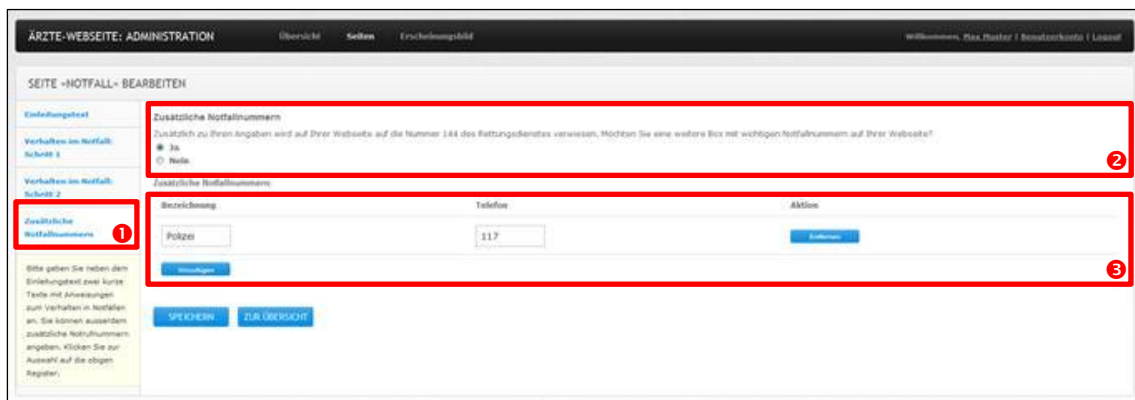 ÄRZTE-WEBSEITE: ADMINISTRATION Übersicht Seiten Erscheinungsbild Willkommen, Max Muster | Benutzerkonto | Logout
SEITE «NOTFALL» BEARBEITEN
Einleitungstext
Verhalten im Notfall:
Schritt 1
Verhalten im Notfall:
Schritt 2
Zusätzliche
Notfallnummern
1
Bitte geben Sie neben dem
Einleitungstext zwei kurze
Texte mit Anweisungen
zum Verhalten in Notfällen
an. Sie können ausserdem
zusätzliche Notrufnummern
angeben. Klicken Sie zur
Auswahl auf die obigen
Register.
Zusätzliche Notfallnummern
Zusätzlich zu Ihren Angaben wird auf Ihrer Webseite auf die Nummer 144 des Rettungsdienstes verwiesen. Möchten Sie eine weitere Box mit wichtigen Notfallnummern auf Ihrer Webseite?
Ja
Nein
2
Zusätzliche Notfallnummern:
Bezeichnung Telefon Aktion
Polizei 117 Entfernen
Hinzufügen
3
SPEICHERN ZUR ÜBERSICHT